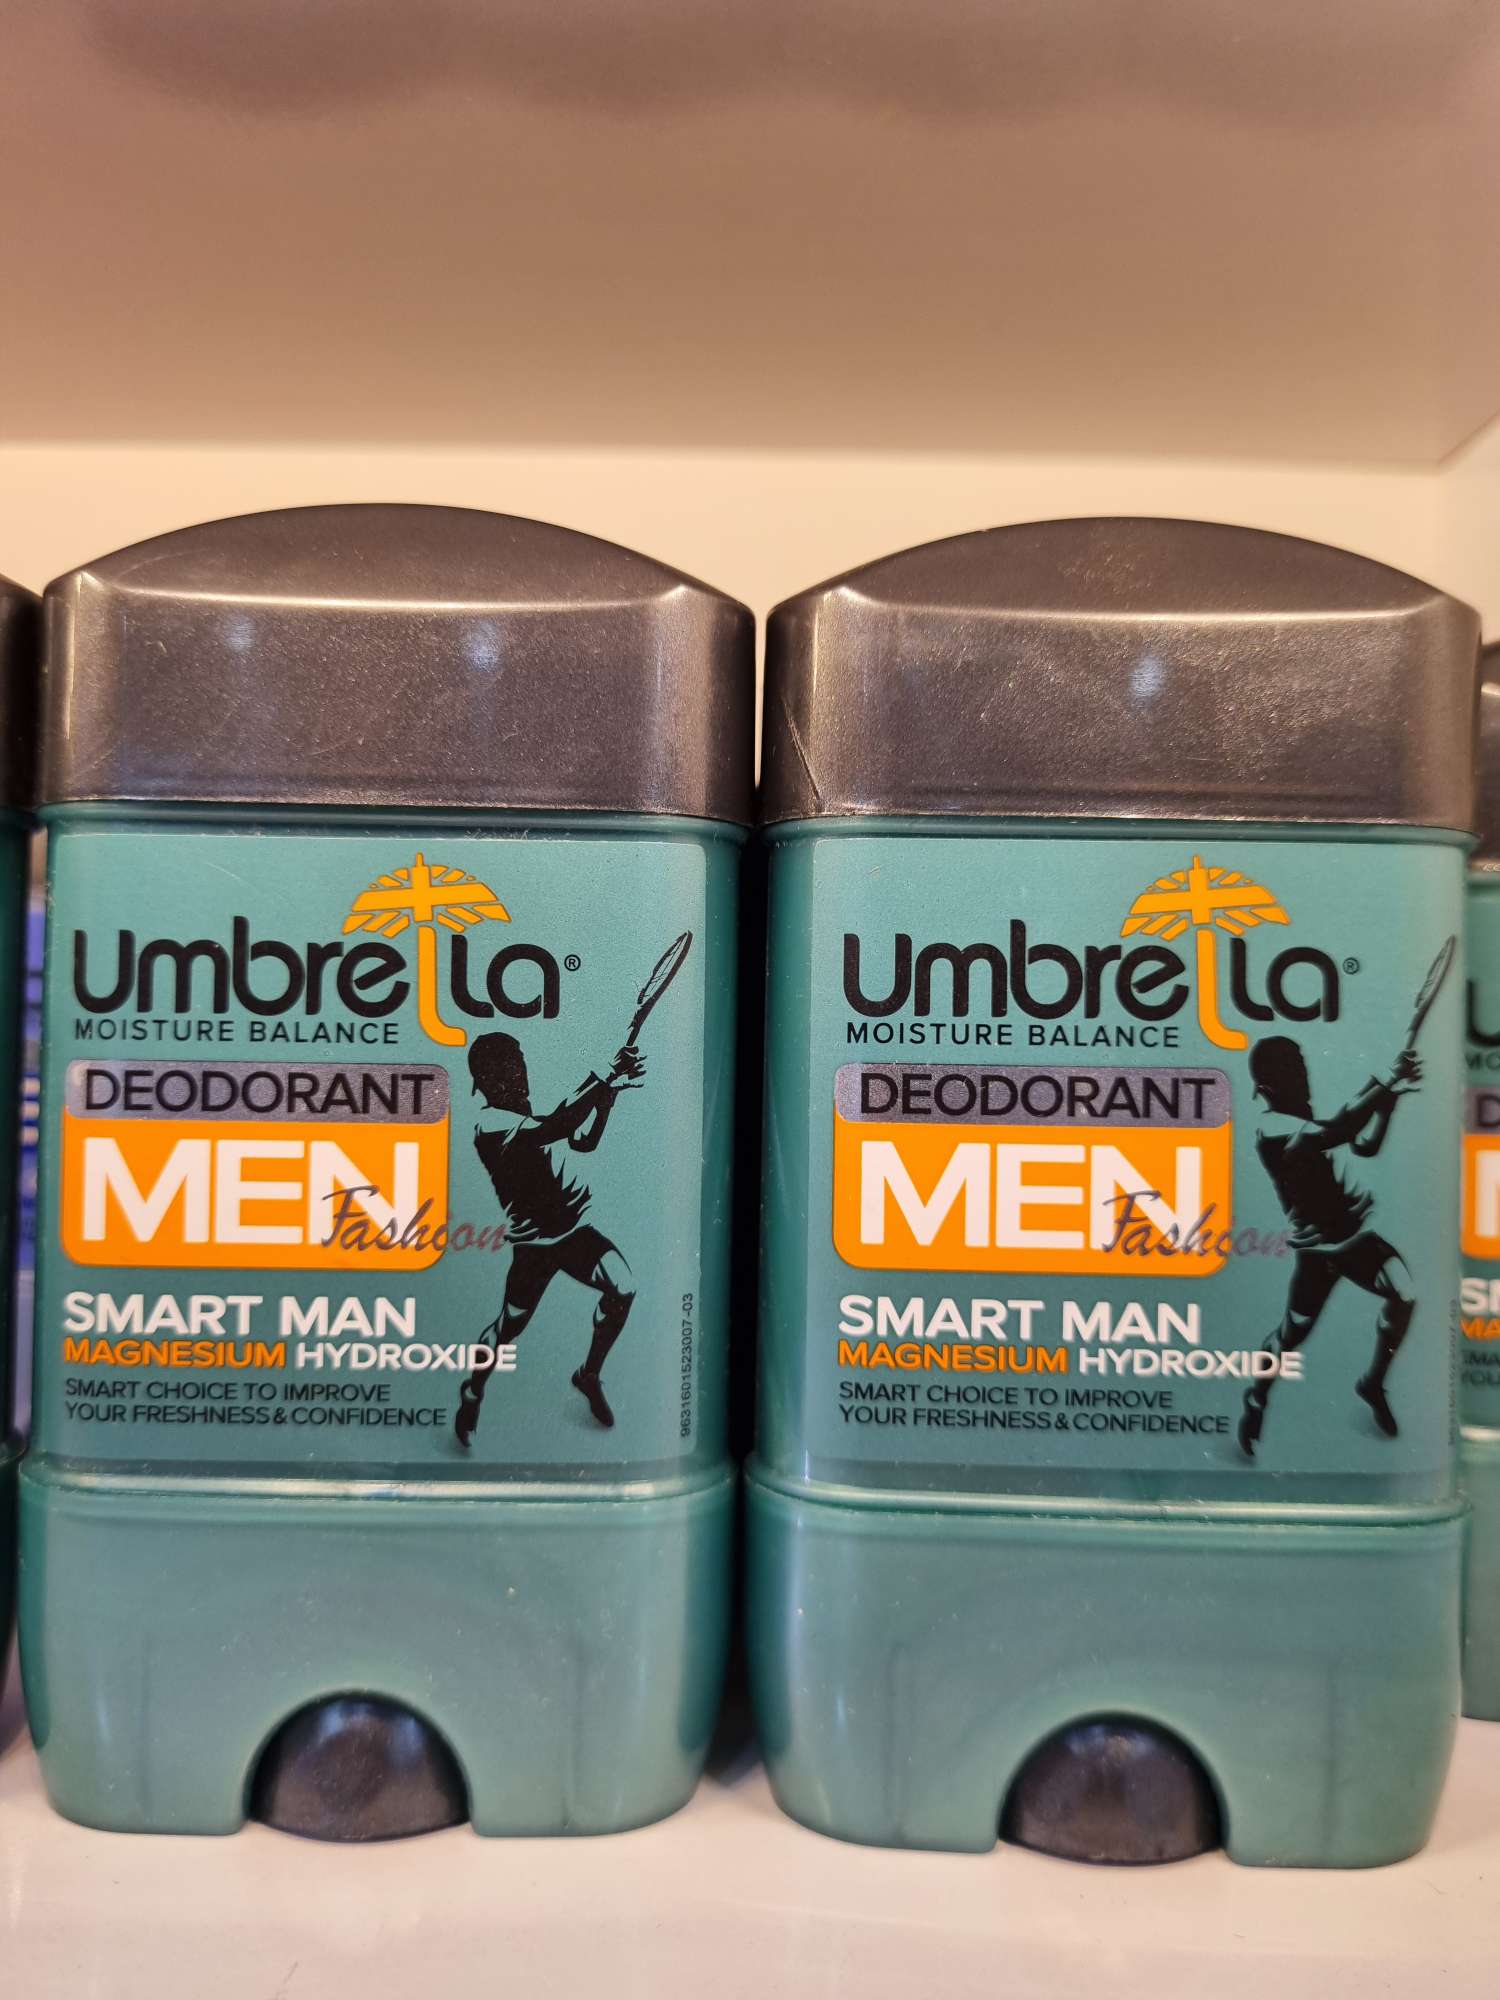 Umbrella®
MOISTURE BALANCE
DEODORANT
MEN
Fashion
SMART MAN
MAGNESIUM HYDROXIDE
SMART CHOICE TO IMPROVE
YOUR FRESHNESS & CONFIDENCE
9631601523007-03
Umbrella®
MOISTURE BALANCE
DEODORANT
MEN
Fashion
SMART MAN
MAGNESIUM HYDROXIDE
SMART CHOICE TO IMPROVE
YOUR FRESHNESS & CONFIDENCE